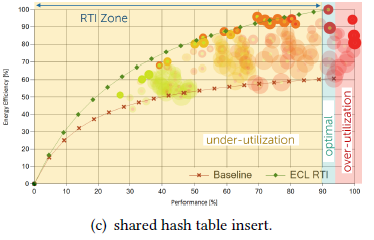 100
90
80
70
60
50
40
30
20
10
0
Energy Efficiency [%]
RTI Zone
under-utilization
optimal
over-utilization
Baseline ECL RTI
0 10 20 30 40 50 60 70 80 90 100
Performance [%]
(c) shared hash table insert.